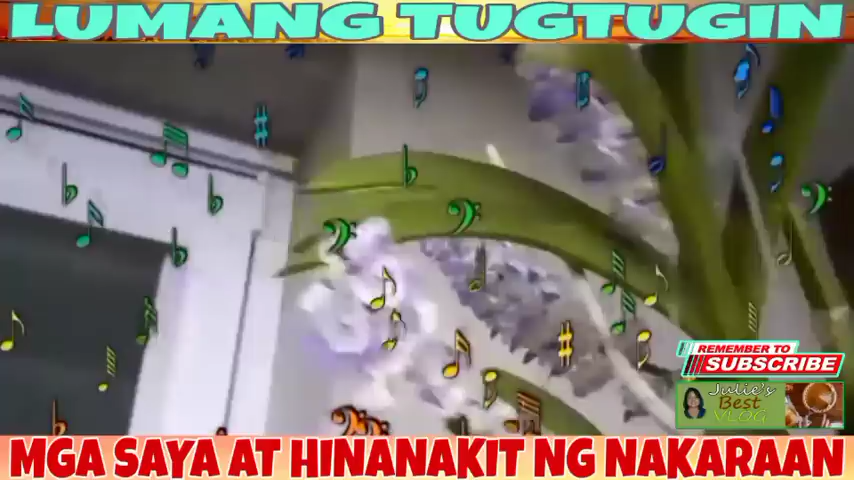 LUMANG TUGTUGIN
REMEMBER TO
SUBSCRIBE
Julie's
Best
VLOG
MGA SAYA AT HINANAKIT NG NAKARAAN